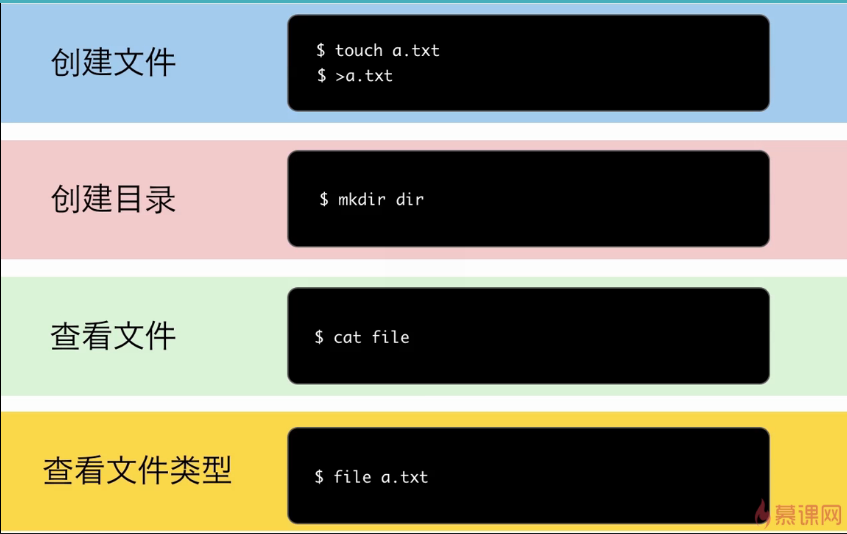 创建文件
$ touch a.txt
$ >a.txt
创建目录
$ mkdir dir
查看文件
$ cat file
查看文件类型
$ file a.txt
慕课网